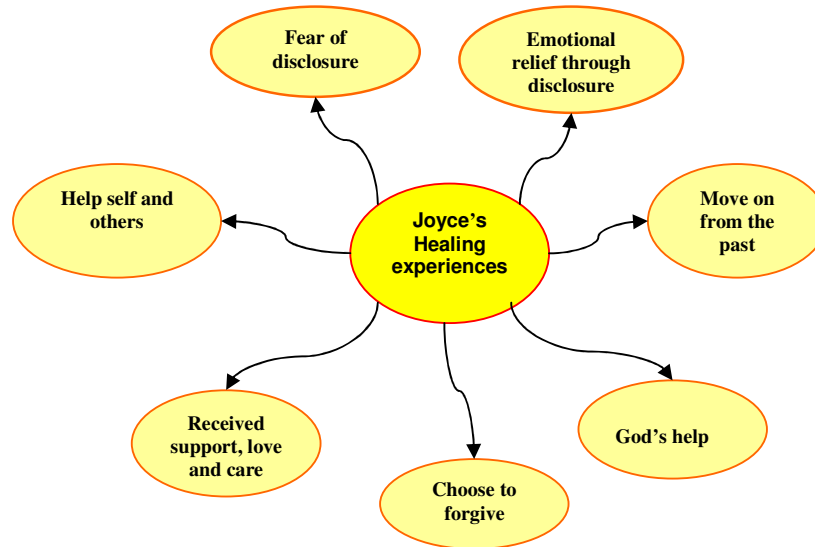 Fear of
disclosure
Emotional
relief through
disclosure
Help self and
others
Joyce's
Healing
experiences
Move on
from the
past
Received
support, love
and care
Choose to
forgive
God's help